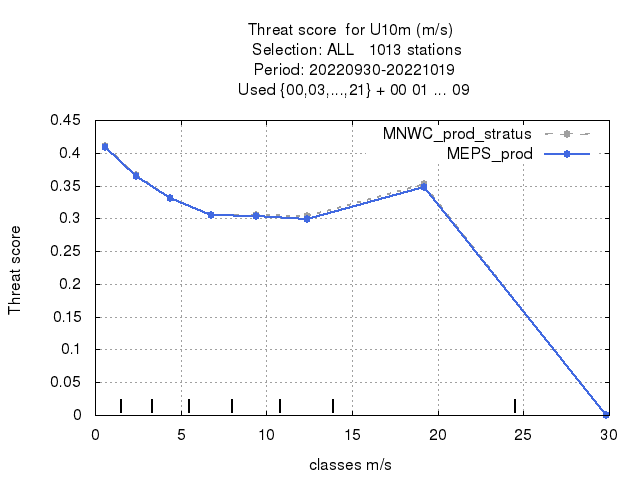 Threat score  for U10m (m/s)
Selection: ALL   1013 stations
Period: 20220930-20221019
Used {00,03,...,21} + 00 01 ... 09
MNWC_prod_stratus
MEPS_prod
0.45
0.4
0.35
0.3
0.25
0.2
0.15
0.1
0.05
0
Threat score
0 5 10 15 20 25 30
classes m/s